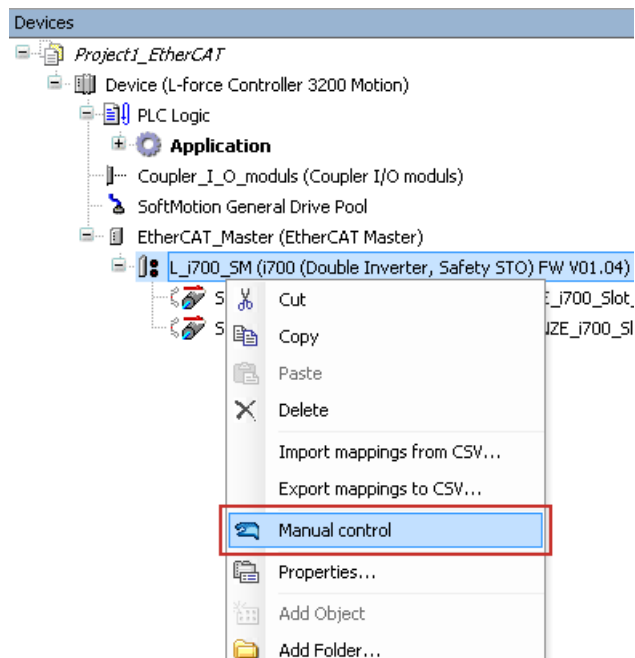 Devices
Project1_EtherCAT
Device (L-force Controller 3200 Motion)
PLC Logic
Application
Coupler_I_O_moduls (Coupler I/O moduls)
SoftMotion General Drive Pool
EtherCAT_Master (EtherCAT Master)
L_i700_SM (i700 (Double Inverter, Safety STO) FW V01.04)
S
Cut
Copy
Paste
Delete
Import mappings from CSV...
Export mappings to CSV...
Manual control
Properties...
Add Object
Add Folder...